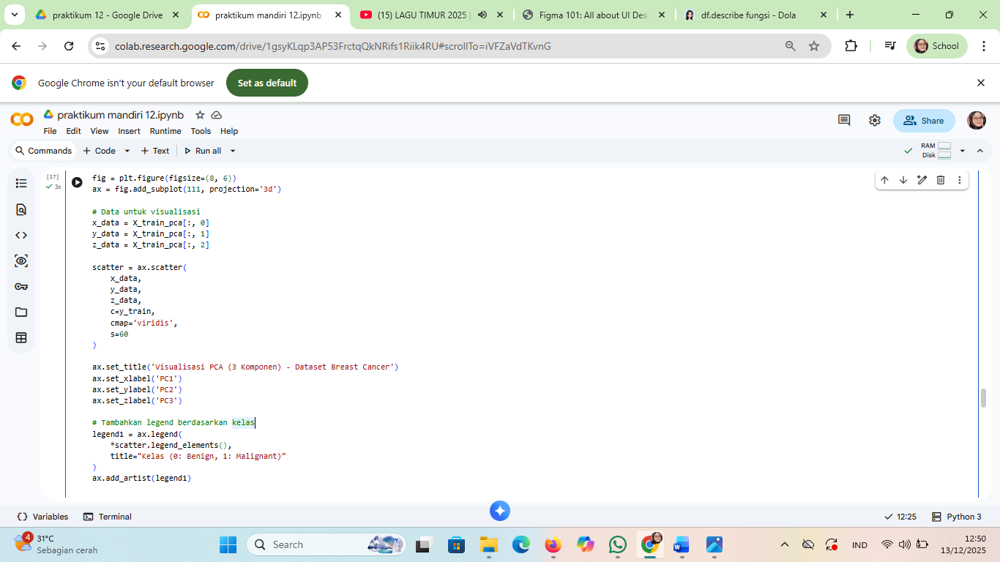 praktikum 12 - Google Drive
praktikum mandiri 12.ipynb
(15) LAGU TIMUR 2025 |
Figma 101: All about UI Des
df.describe fungsi - Dola
colab.research.google.com/drive/1gsyKLqp3AP53FrctqQkNRifs1Riik4RU#scrollTo=iVFZaVdTKvnG
School
Google Chrome isn't your default browser
Set as default
praktikum mandiri 12.ipynb
Share
File Edit View Insert Runtime Tools Help
Commands + Code + Text Run all
RAM
Disk
[17]
3s
fig = plt.figure(figsize=(8, 6))
ax = fig.add_subplot(111, projection='3d')
# Data untuk visualisasi
x_data = X_train_pca[:, 0]
y_data = X_train_pca[:, 1]
z_data = X_train_pca[:, 2]
scatter = ax.scatter(
x_data,
y_data,
z_data,
c=y_train,
cmap='viridis',
s=60
)
ax.set_title('Visualisasi PCA (3 Komponen) - Dataset Breast Cancer')
ax.set_xlabel('PC1')
ax.set_ylabel('PC2')
ax.set_zlabel('PC3')
# Tambahkan legend berdasarkan kelas
legend1 = ax.legend(
*scatter.legend_elements(),
title="Kelas (0: Benign, 1: Malignant)"
)
ax.add_artist(legend1)
Variables Terminal
12:25 Python 3
4
31°C
Sebagian cerah
Search
IND
12:50
13/12/2025